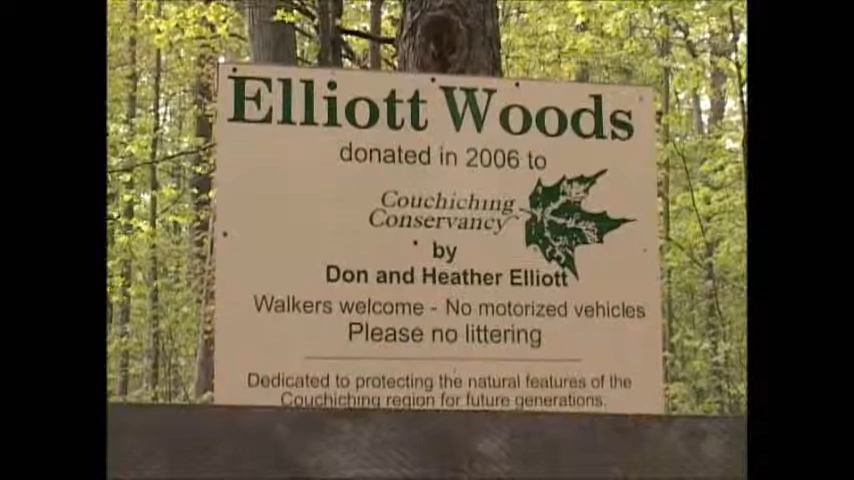 Elliott Woods
donated in 2006 to
Couchiching
Conservancy
by
Don and Heather Elliott
Walkers welcome - No motorized vehicles
Please no littering
Dedicated to protecting the natural features of the
Couchiching region for future generations.